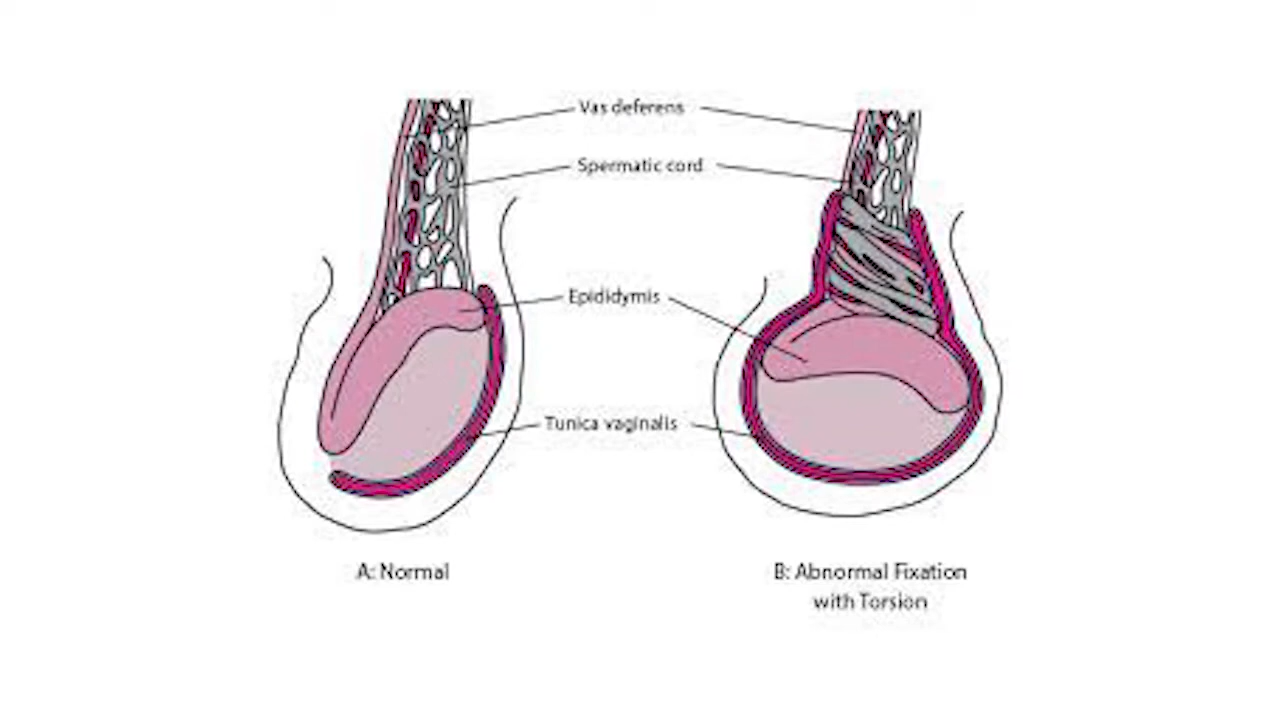 Vas deferens
Spermatic cord
Epididymis
Tunica vaginalis
A: Normal
B: Abnormal Fixation
with Torsion